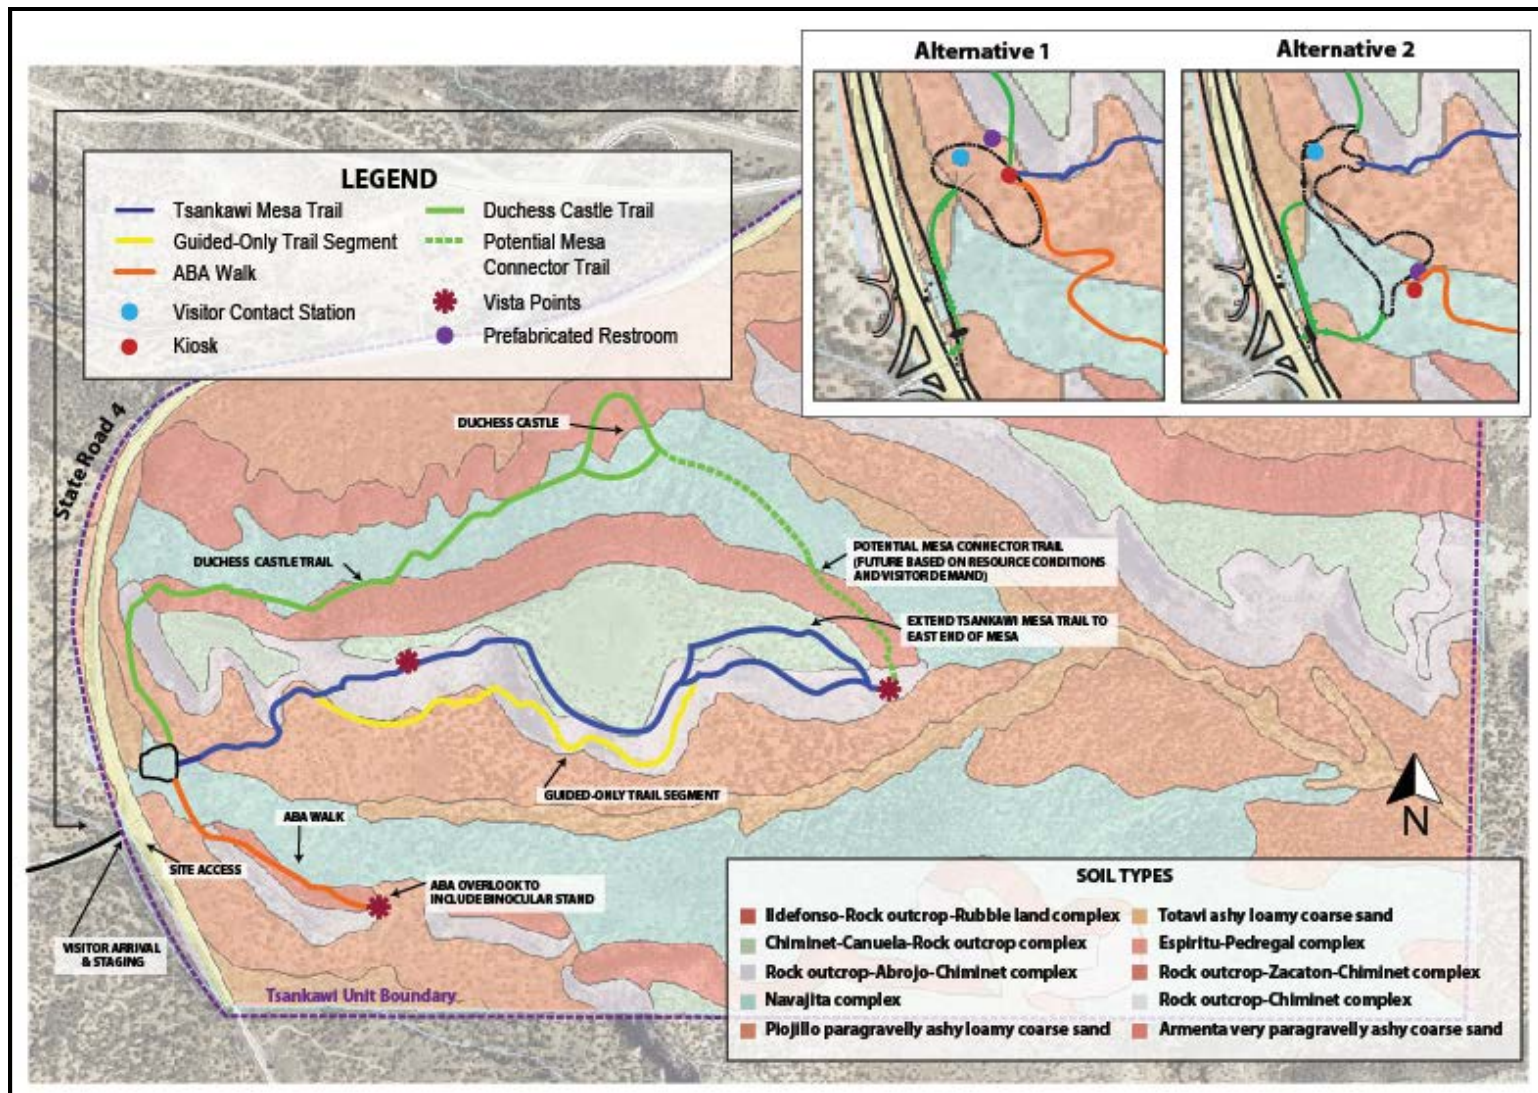 Alternative 1
Alternative 2
LEGEND
Tsankawi Mesa Trail
Guided-Only Trail Segment
ABA Walk
Visitor Contact Station
Kiosk
Duchess Castle Trail
Potential Mesa
Connector Trail
Vista Points
Prefabricated Restroom
State Road 4
DUCHESS CASTLE
DUCHESS CASTLE TRAIL
POTENTIAL MESA CONNECTOR TRAIL
(FUTURE BASED ON RESOURCE CONDITIONS
AND VISITOR DEMAND)
EXTEND TSANKAWI MESA TRAIL TO
EAST END OF MESA
GUIDED-ONLY TRAIL SEGMENT
ABA WALK
SITE ACCESS
ABA OVERLOOK TO
INCLUDE BINOCULAR STAND
VISITOR ARRIVAL
& STAGING
Tsankawi Unit Boundary
N
SOIL TYPES
Ildefonso-Rock outcrop-Rubble land complex
Chiminet-Canuela-Rock outcrop complex
Rock outcrop-Abrojo-Chiminet complex
Navajita complex
Piojillo paragravelly ashy loamy coarse sand
Totavi ashy loamy coarse sand
Espiritu-Pedregal complex
Rock outcrop-Zacaton-Chiminet complex
Rock outcrop-Chiminet complex
Armenta very paragravelly ashy coarse sand